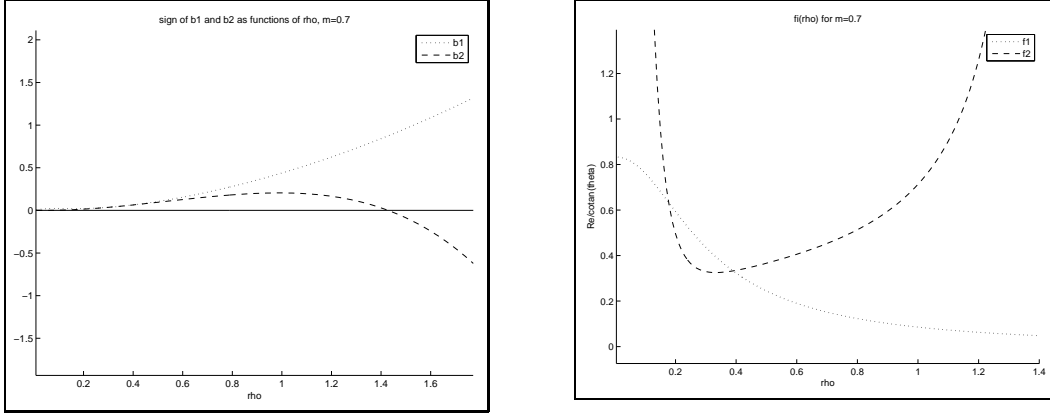 sign of b1 and b2 as functions of rho, m=0.7
b1
b2
2
1.5
1
0.5
0
−0.5
−1
−1.5
0.2 0.4 0.6 0.8 1 1.2 1.4 1.6
rho
fi(rho) for m=0.7
f1
f2
Re/cotan(theta)
1.2
1
0.8
0.6
0.4
0.2
0
0.2 0.4 0.6 0.8 1 1.2 1.4
rho